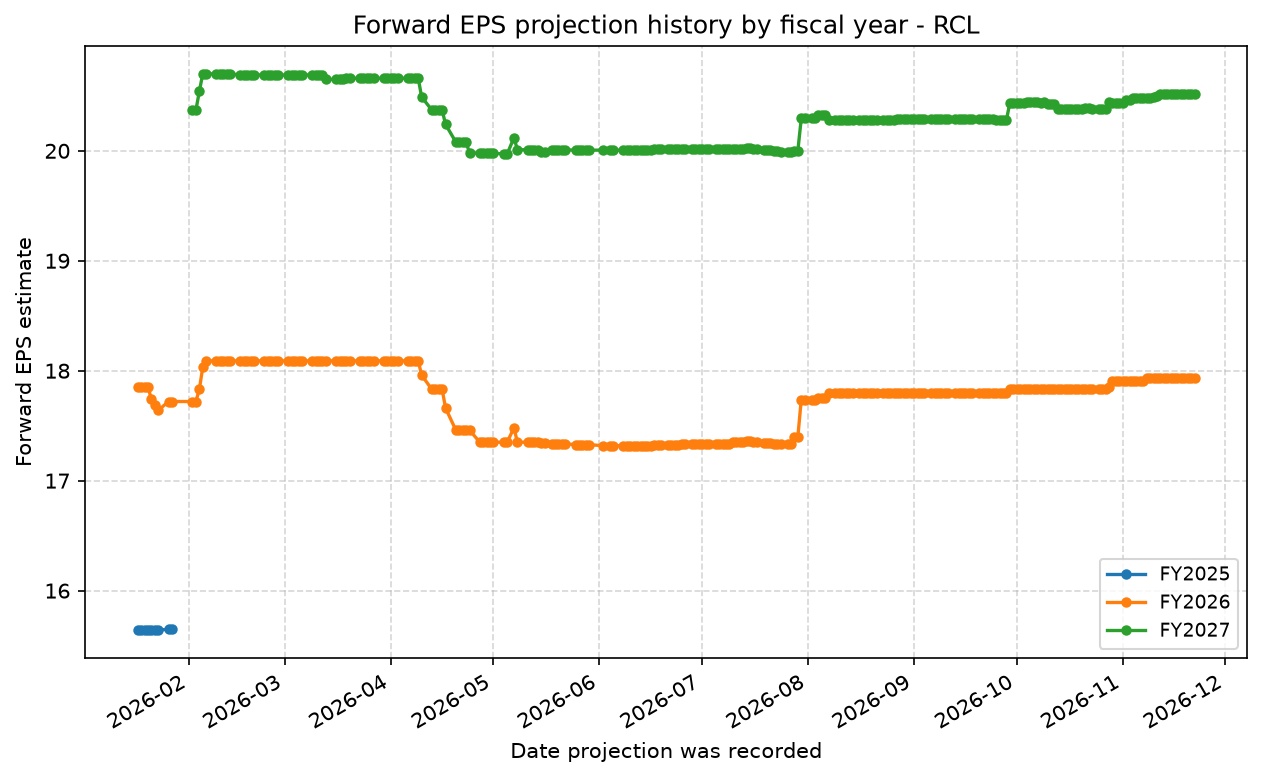 Forward EPS projection history by fiscal year - RCL
Forward EPS estimate
20
19
18
17
16
FY2025
FY2026
FY2027
2026-02
2026-03
2026-04
2026-05
2026-06
2026-07
2026-08
2026-09
2026-10
2026-11
2026-12
Date projection was recorded